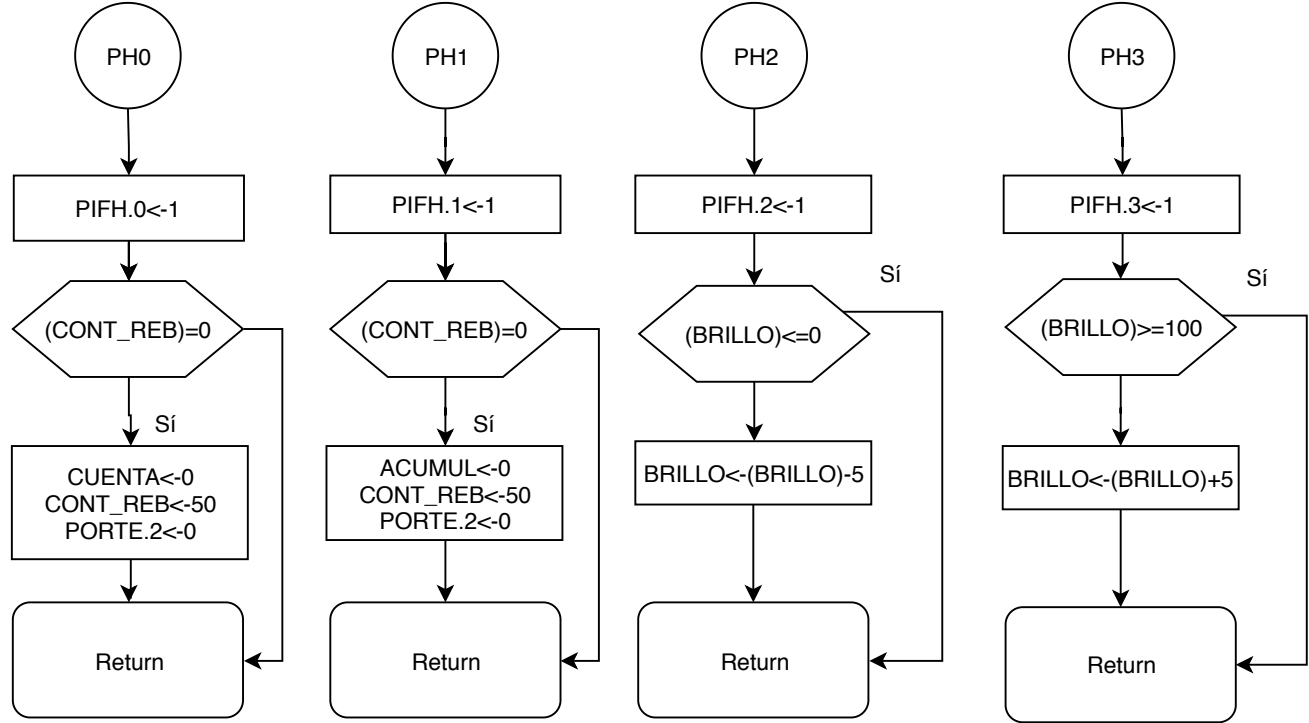 PH0
PIFH.0<-1
(CONT_REB)=0
Sí
CUENTA<-0
CONT_REB<-50
PORTE.2<-0
Return
PH1
PIFH.1<-1
(CONT_REB)=0
Sí
ACUMUL<-0
CONT_REB<-50
PORTE.2<-0
Return
PH2
PIFH.2<-1
Sí
(BRILLO)<=0
BRILLO<-(BRILLO)-5
Return
PH3
PIFH.3<-1
Sí
(BRILLO)>=100
BRILLO<-(BRILLO)+5
Return